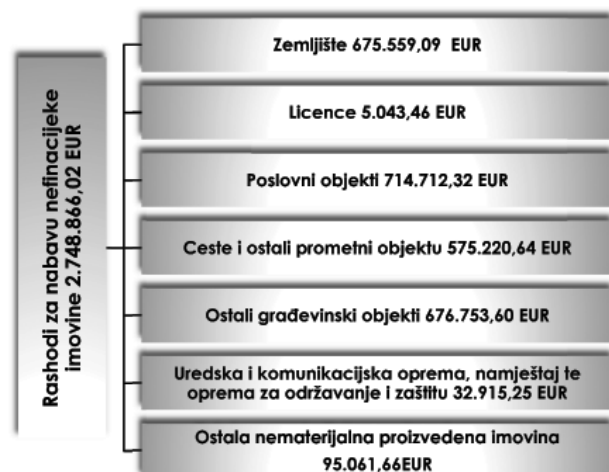 Rashodi za nabavu nefinacijeke
imovine 2.748.866,02 EUR
Zemljište 675.559,09 EUR
Licence 5.043,46 EUR
Poslovni objekti 714.712,32 EUR
Ceste i ostali prometni objektu 575.220,64 EUR
Ostali građevinski objekti 676.753,60 EUR
Uredska i komunikacijska oprema, namještaj te
oprema za održavanje i zaštitu 32.915,25 EUR
Ostala nematerijalna proizvedena imovina
95.061,66EUR